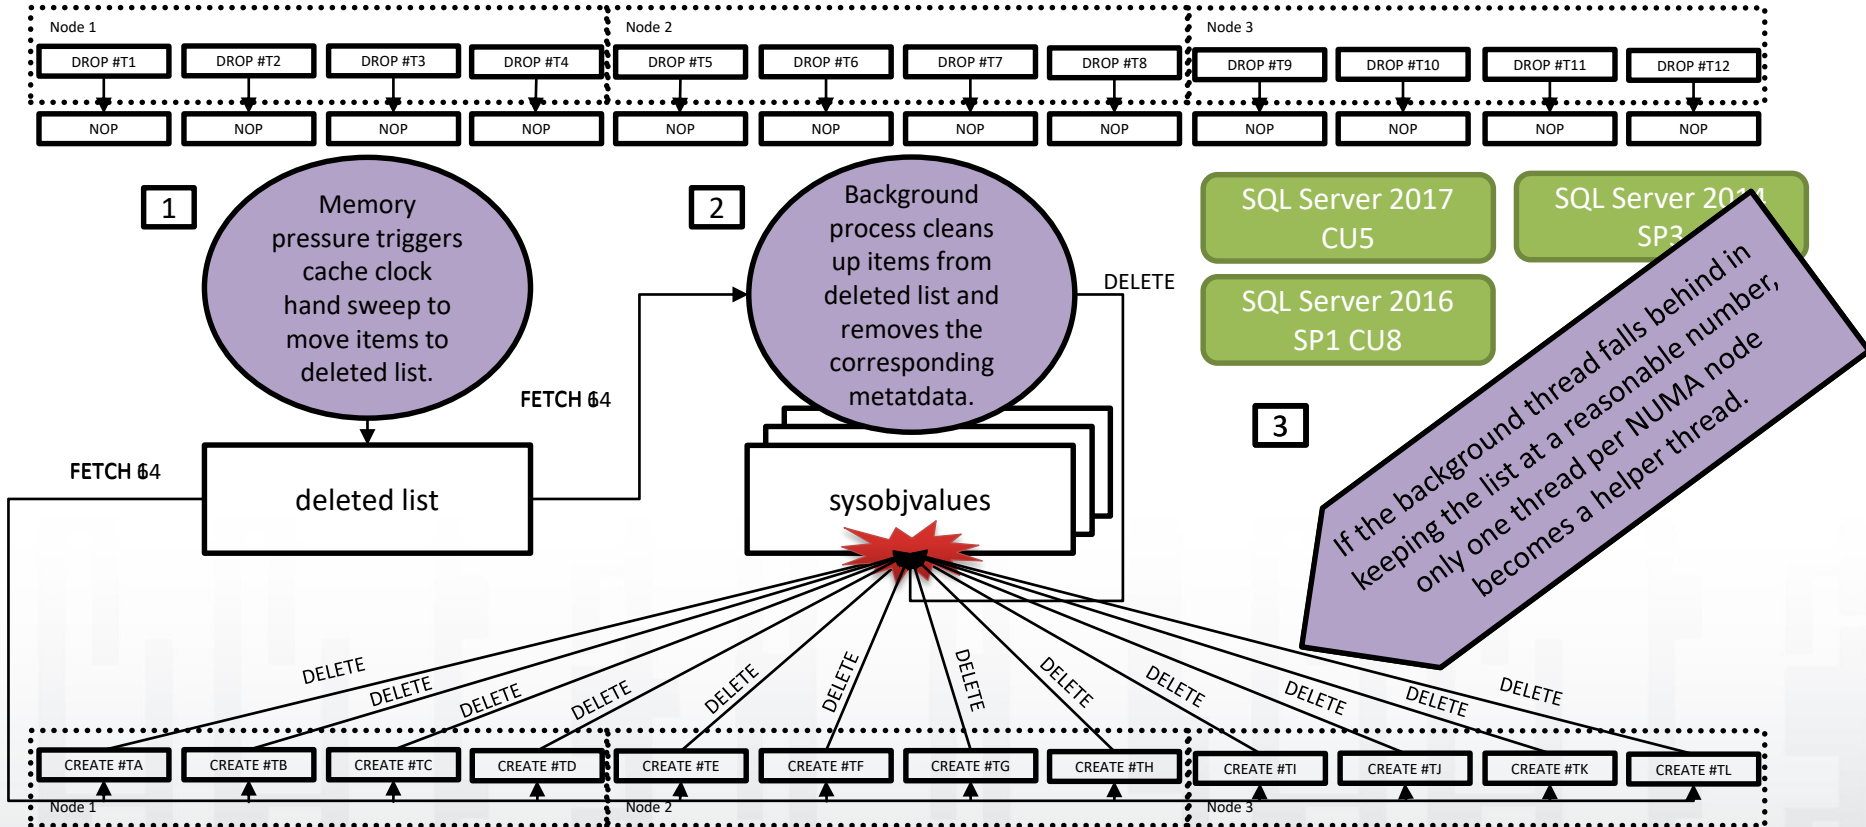 Node 1
Node 2
Node 3
DROP #T1
DROP #T2
DROP #T3
DROP #T4
DROP #T5
DROP #T6
DROP #T7
DROP #T8
DROP #T9
DROP #T10
DROP #T11
DROP #T12
NOP
NOP
NOP
NOP
NOP
NOP
NOP
NOP
NOP
NOP
NOP
NOP
1
Memory
pressure triggers
cache clock
hand sweep to
move items to
deleted list.
2
Background
process cleans
up items from
deleted list and
removes the
corresponding
metatdata.
DELETE
SQL Server 2017
CU5
SQL Server 2014
SP3
SQL Server 2016
SP1 CU8
3
If the background thread falls behind in
keeping the list at a reasonable number,
only one thread per NUMA node
becomes a helper thread.
FETCH
FETCH
deleted list
sysobjvalues
DELETE
DELETE
DELETE
DELETE
DELETE
DELETE
DELETE
DELETE
DELETE
DELETE
DELETE
DELETE
CREATE #TA
CREATE #TB
CREATE #TC
CREATE #TD
CREATE #TE
CREATE #TF
CREATE #TG
CREATE #TH
CREATE #TI
CREATE #TJ
CREATE #TK
CREATE #TL
Node 1
Node 2
Node 3